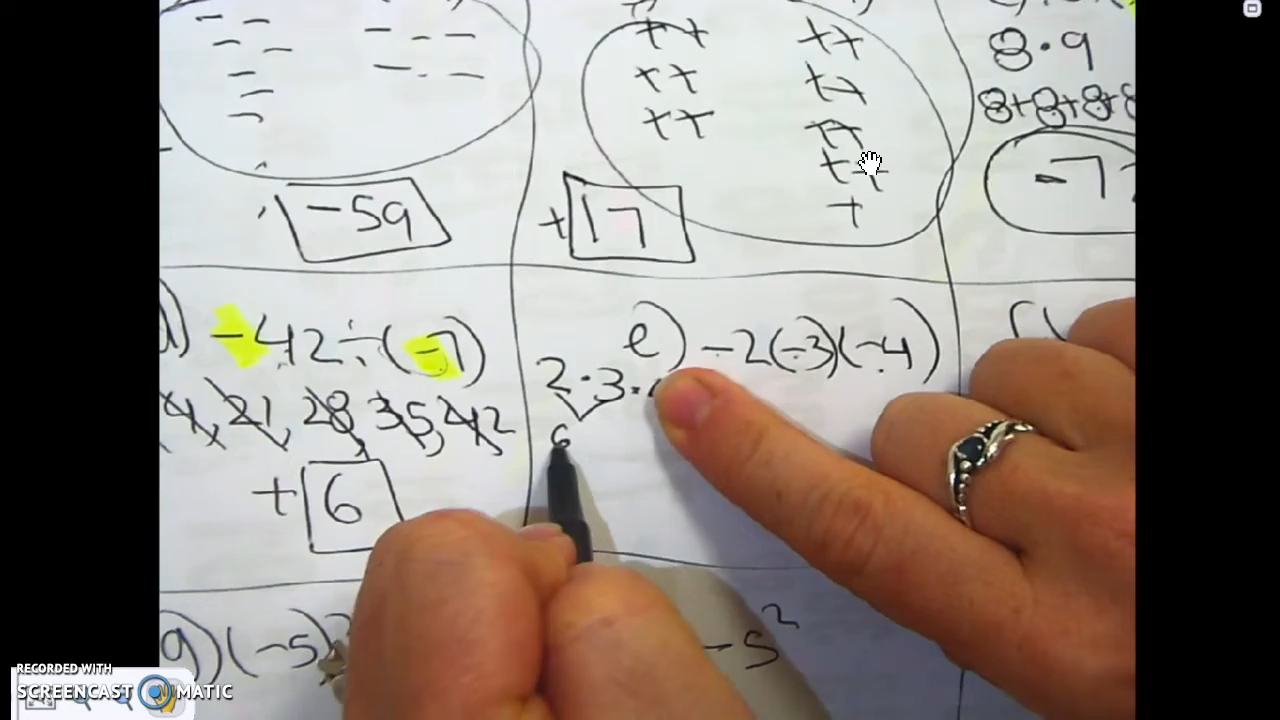 8·9
8+8+8+8
-7
-59
+17
-42÷(-7)
21, 28, 35, 42
+6
e) -2(-3)(-4)
2·3·
6
g)(-5)
-5²
RECORDED WITH
SCREENCAST MATIC